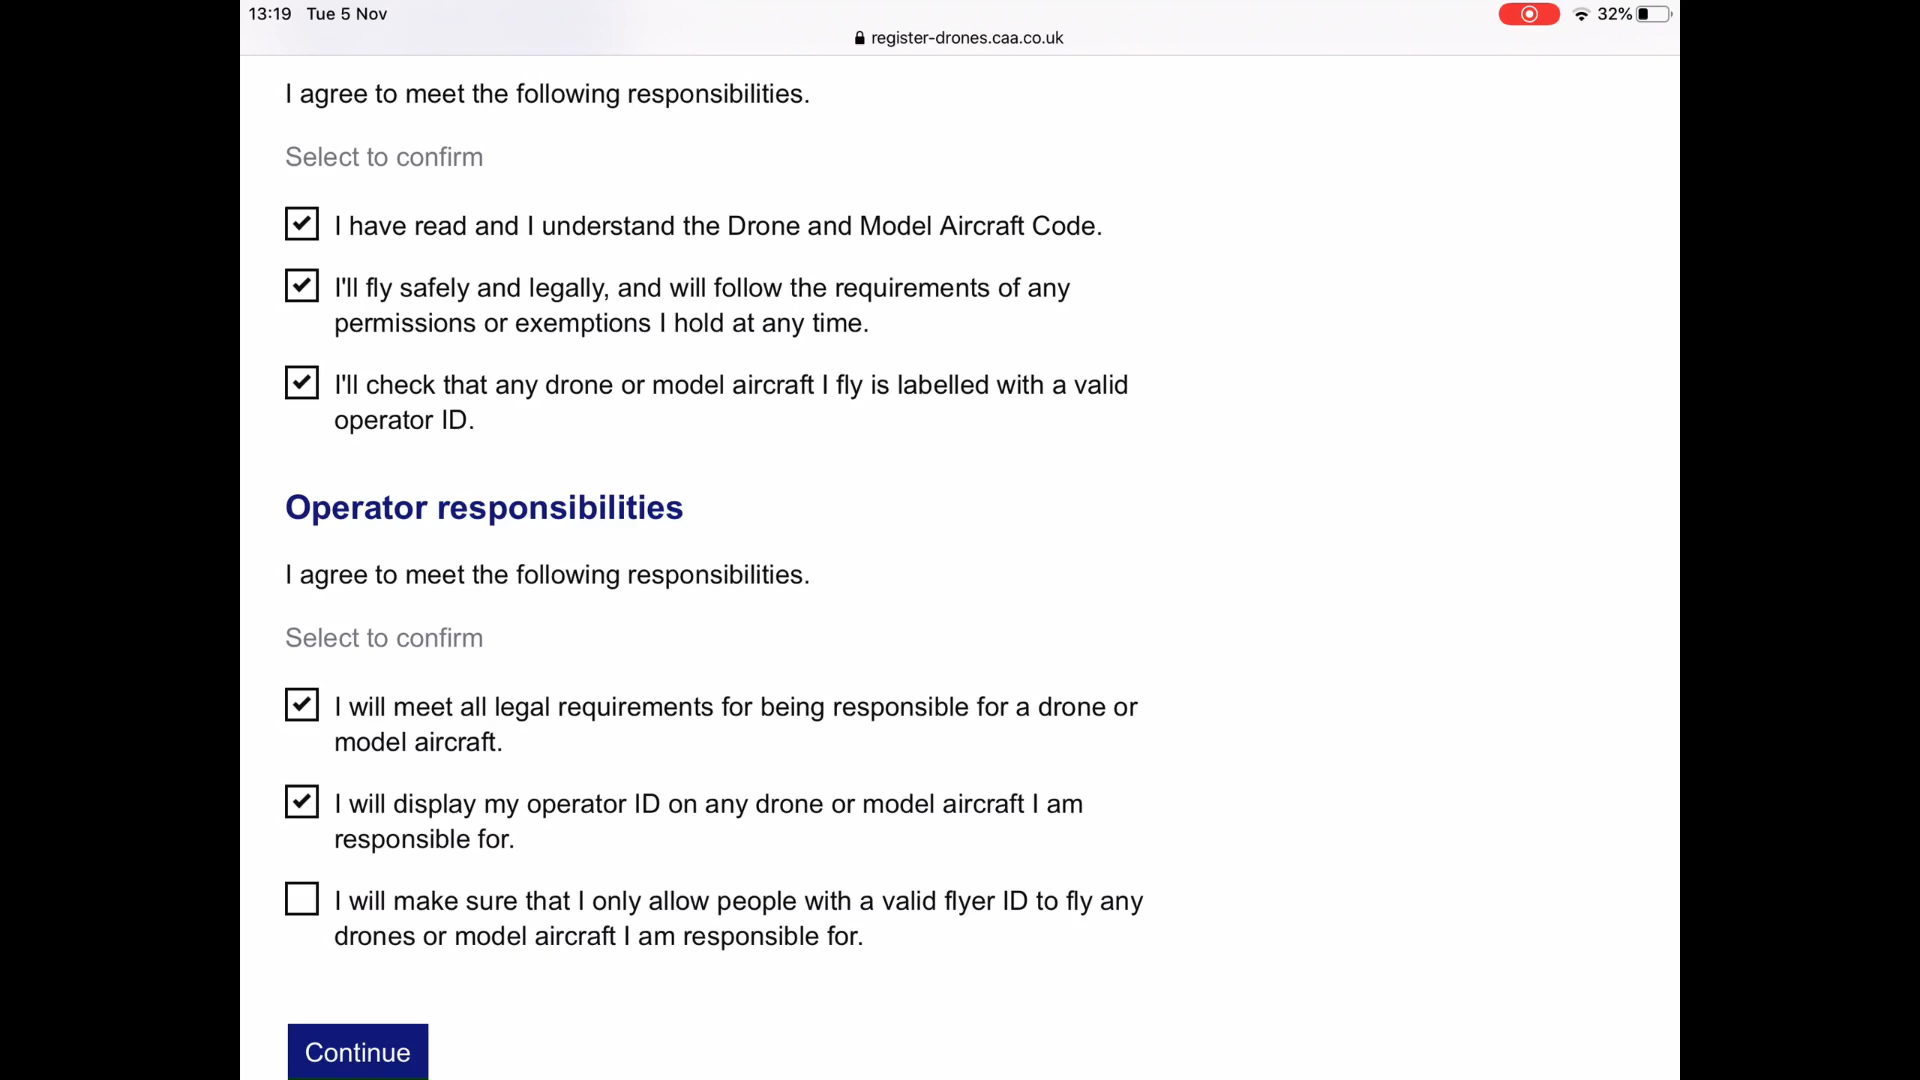 13:19 Tue 5 Nov
32%
register-drones.caa.co.uk
I agree to meet the following responsibilities.
Select to confirm
I have read and I understand the Drone and Model Aircraft Code.
I'll fly safely and legally, and will follow the requirements of any
permissions or exemptions I hold at any time.
I'll check that any drone or model aircraft I fly is labelled with a valid
operator ID.
Operator responsibilities
I agree to meet the following responsibilities.
Select to confirm
I will meet all legal requirements for being responsible for a drone or
model aircraft.
I will display my operator ID on any drone or model aircraft I am
responsible for.
I will make sure that I only allow people with a valid flyer ID to fly any
drones or model aircraft I am responsible for.
Continue